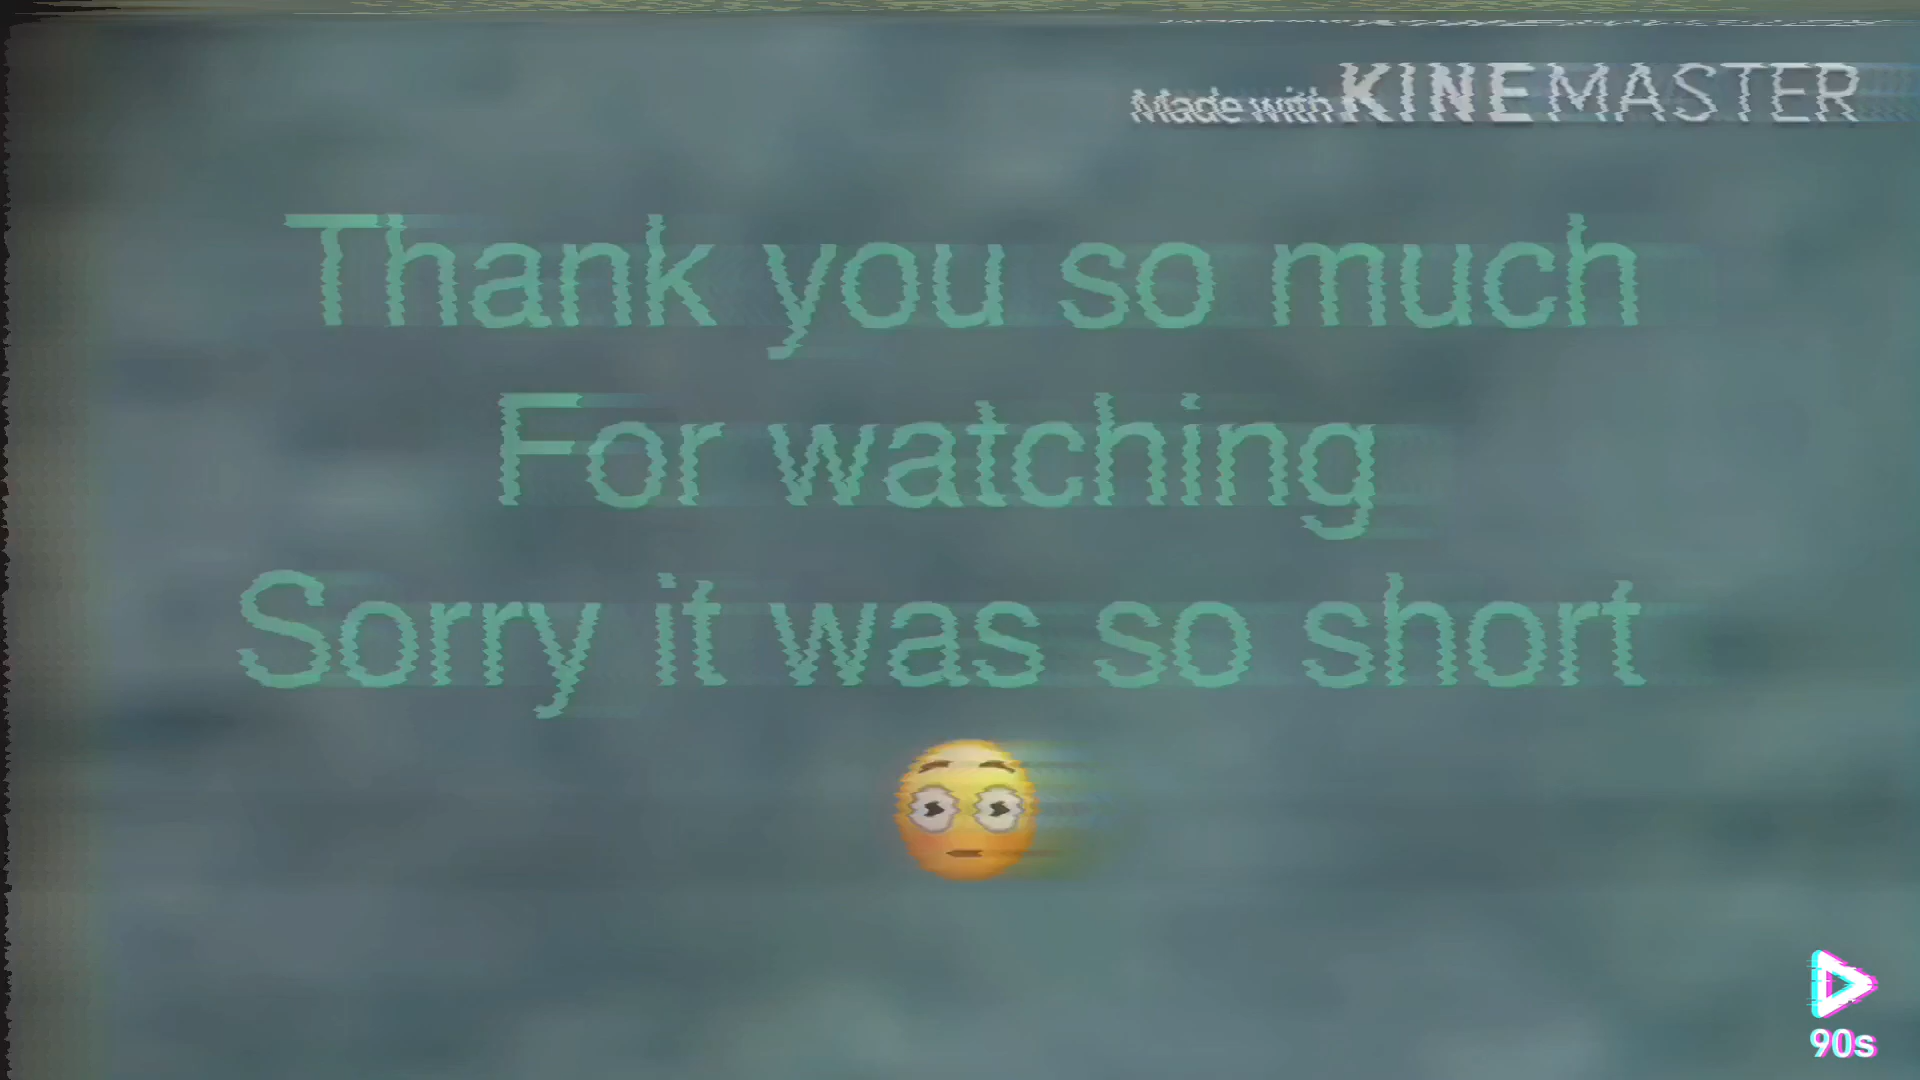 Made with KINEMASTER
Thank you so much
For watching
Sorry it was so short
😳
90s